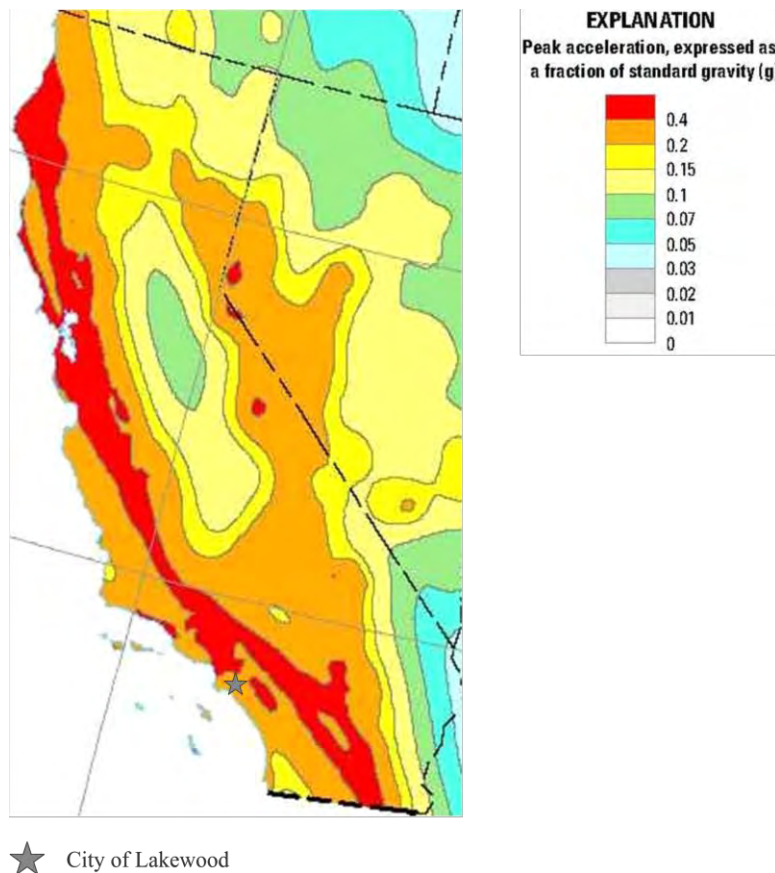 EXPLANATION
Peak acceleration, expressed as
a fraction of standard gravity (g
0.4
0.2
0.15
0.1
0.07
0.05
0.03
0.02
0.01
0
City of Lakewood